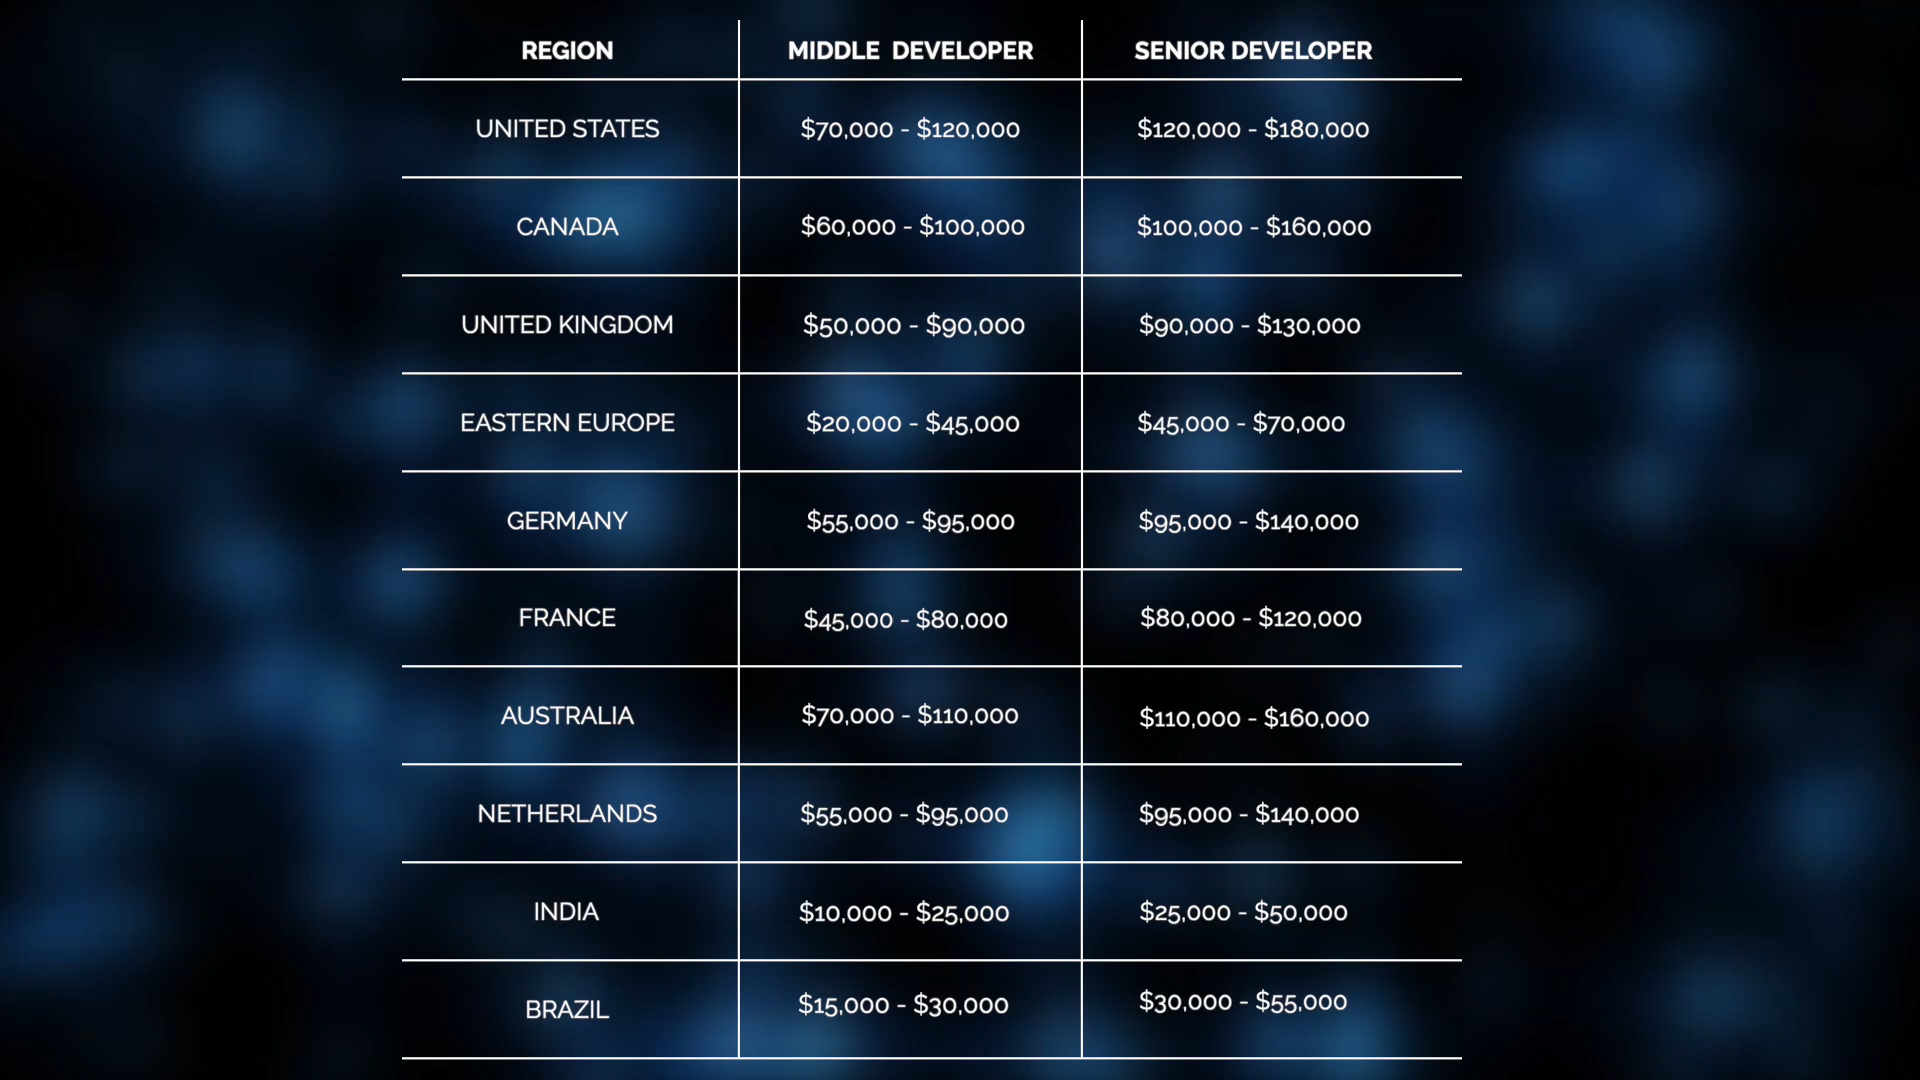 REGION MIDDLE DEVELOPER SENIOR DEVELOPER
UNITED STATES $70,000 - $120,000 $120,000 - $180,000
CANADA $60,000 - $100,000 $100,000 - $160,000
UNITED KINGDOM $50,000 - $90,000 $90,000 - $130,000
EASTERN EUROPE $20,000 - $45,000 $45,000 - $70,000
GERMANY $55,000 - $95,000 $95,000 - $140,000
FRANCE $45,000 - $80,000 $80,000 - $120,000
AUSTRALIA $70,000 - $110,000 $110,000 - $160,000
NETHERLANDS $55,000 - $95,000 $95,000 - $140,000
INDIA $10,000 - $25,000 $25,000 - $50,000
BRAZIL $15,000 - $30,000 $30,000 - $55,000